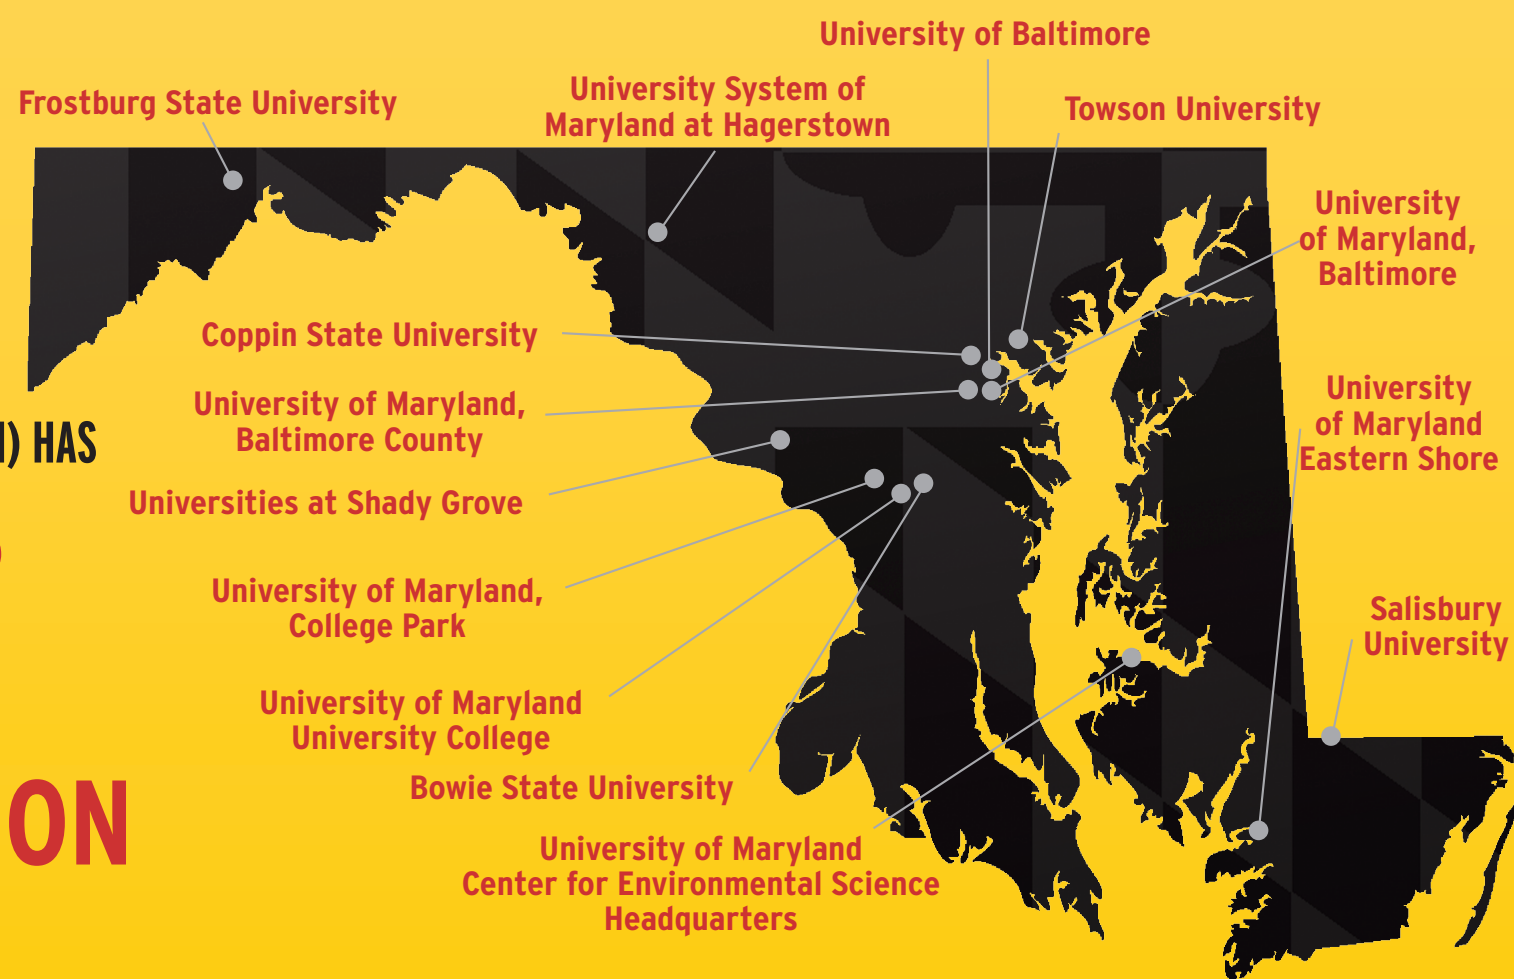 University of Baltimore
Frostburg State University
University System of
Maryland at Hagerstown
Towson University
University
of Maryland,
Baltimore
Coppin State University
University of Maryland,
Baltimore County
University
of Maryland
Eastern Shore
) HAS
Universities at Shady Grove
University of Maryland,
College Park
Salisbury
University
University of Maryland
University College
Bowie State University
ON
University of Maryland
Center for Environmental Science
Headquarters